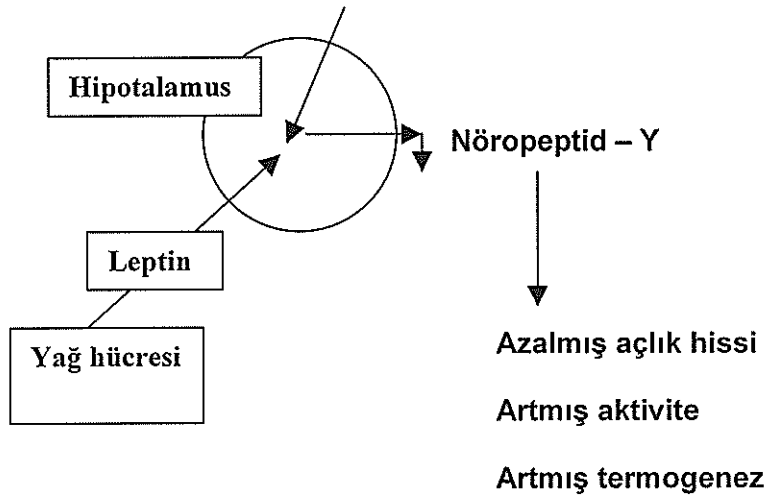 Hipotalamus
Nöropeptid – Y
Leptin
Yağ hücresi
Azalmış açlık hissi
Artmış aktivite
Artmış termogenez